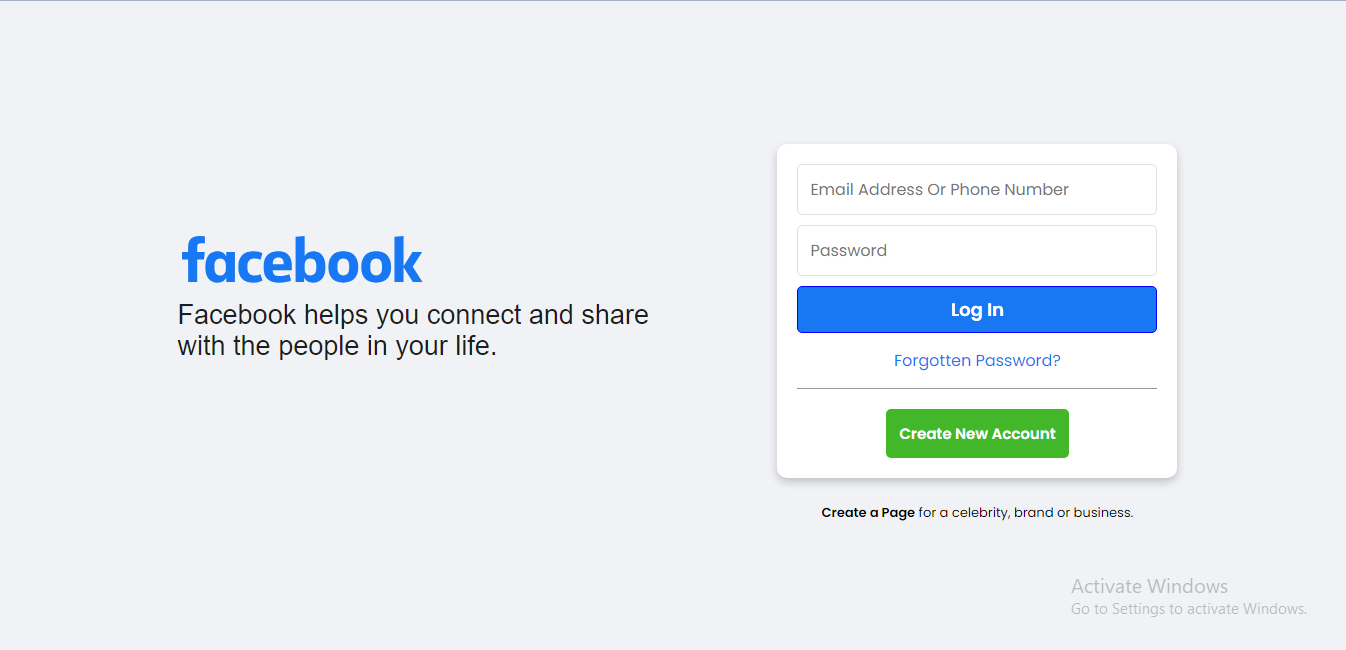 facebook
Facebook helps you connect and share
with the people in your life.
Email Address Or Phone Number
Password
Log In
Forgotten Password?
Create New Account
Create a Page for a celebrity, brand or business.
Activate Windows
Go to Settings to activate Windows.